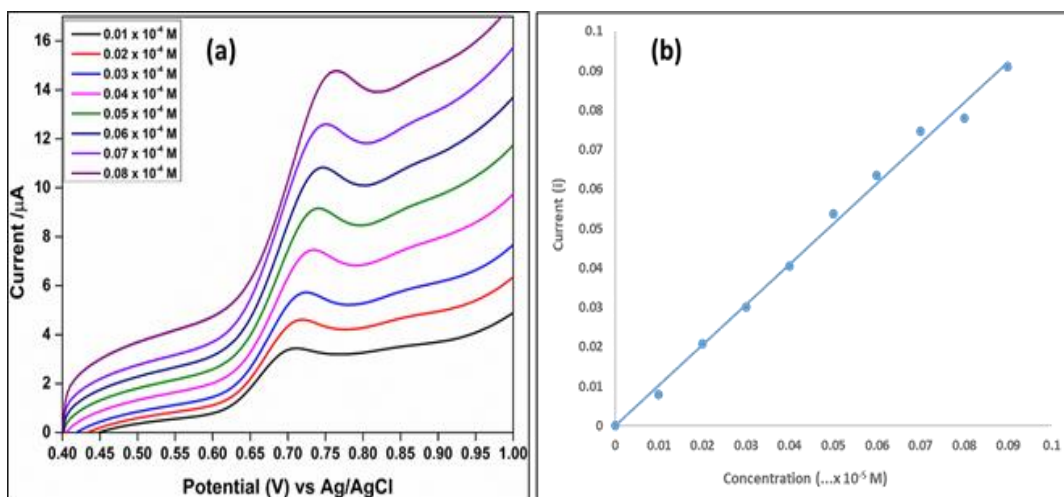 (a)
0.01 x 10⁻⁴ M
0.02 x 10⁻⁴ M
0.03 x 10⁻⁴ M
0.04 x 10⁻⁴ M
0.05 x 10⁻⁴ M
0.06 x 10⁻⁴ M
0.07 x 10⁻⁴ M
0.08 x 10⁻⁴ M
Current /μA
16
14
12
10
8
6
4
2
0
0.40 0.45 0.50 0.55 0.60 0.65 0.70 0.75 0.80 0.85 0.90 0.95 1.00
Potential (V) vs Ag/AgCl
(b)
Current (i)
0.1
0.09
0.08
0.07
0.06
0.05
0.04
0.03
0.02
0.01
0
0 0.01 0.02 0.03 0.04 0.05 0.06 0.07 0.08 0.09 0.1
Concentration (...x 10⁻⁵ M)